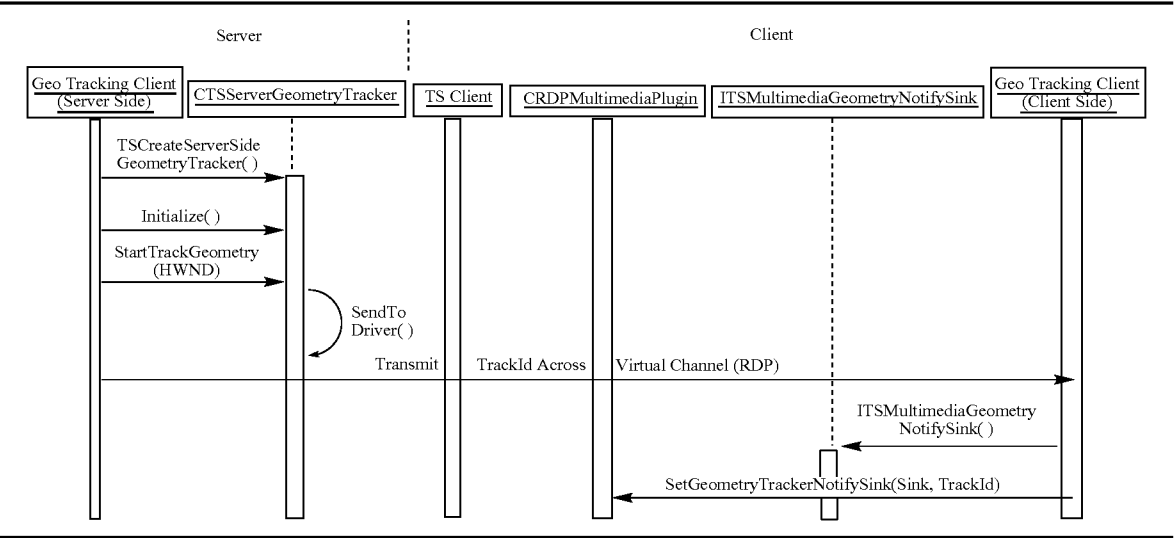 Server
Client
Geo Tracking Client
(Server Side)
CTSServerGeometryTracker
TS Client
CRDPMultimediaPlugin
ITSMultimediaGeometryNotifySink
Geo Tracking Client
(Client Side)
TSCreateServerSide
GeometryTracker( )
Initialize( )
StartTrackGeometry
(HWND)
SendTo
Driver( )
Transmit TrackId Across Virtual Channel (RDP)
ITSMultimediaGeometry
NotifySink( )
SetGeometryTrackerNotifySink(Sink, TrackId)